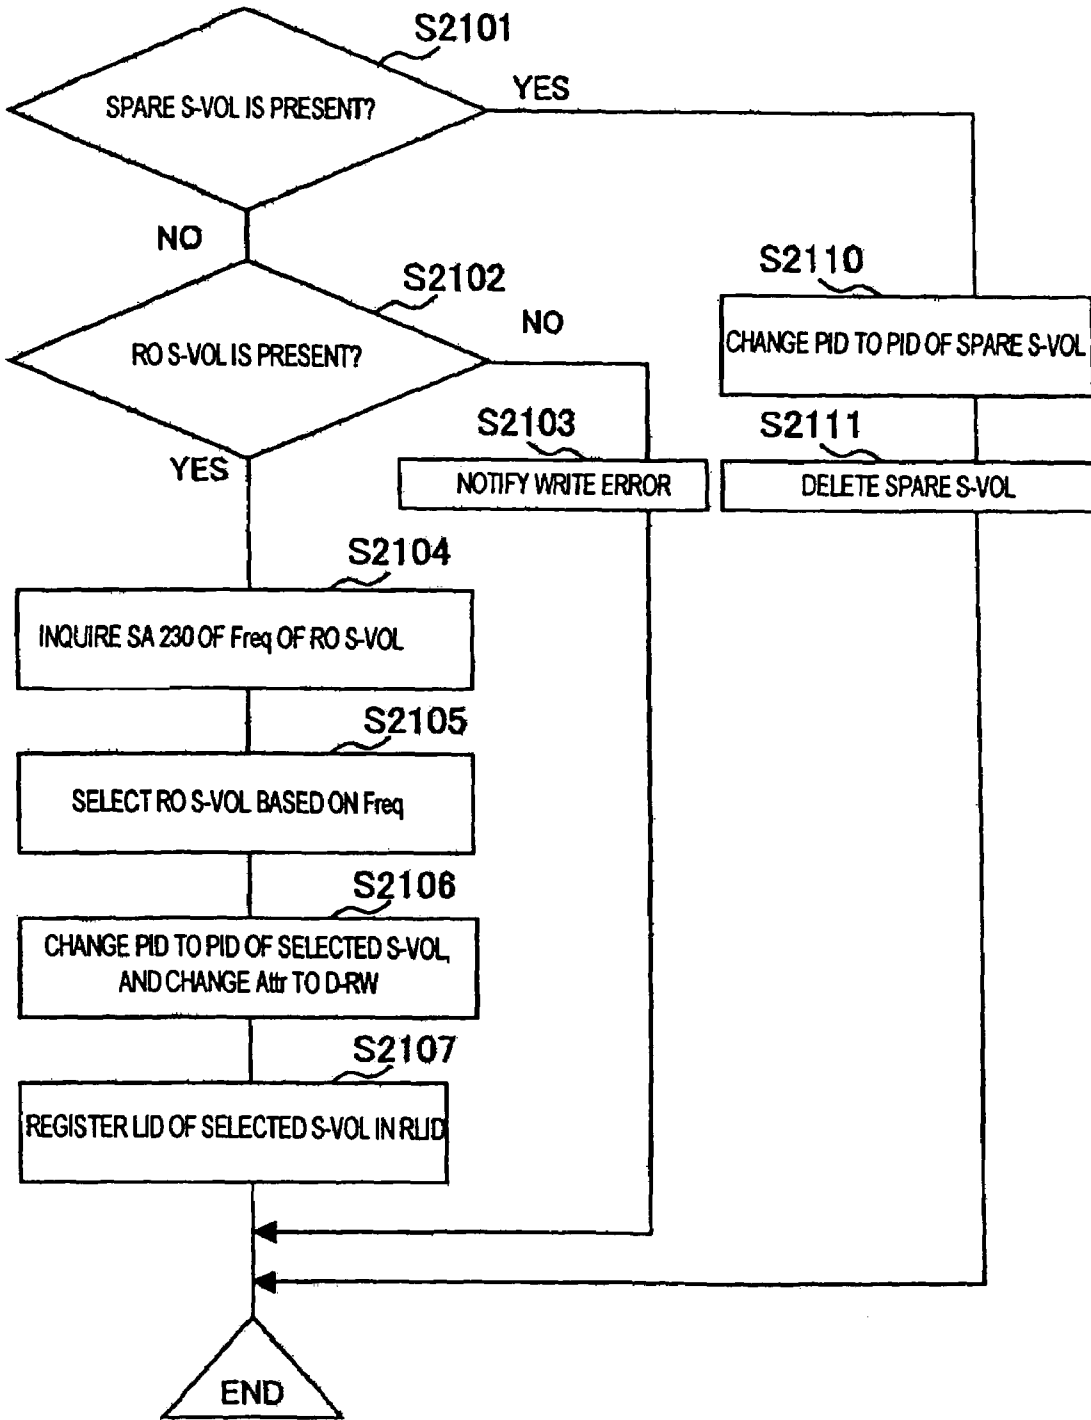 S2101
SPARE S-VOL IS PRESENT?
YES
NO
S2102
RO S-VOL IS PRESENT?
NO
YES
S2110
CHANGE PID TO PID OF SPARE S-VOL
S2103
NOTIFY WRITE ERROR
S2111
DELETE SPARE S-VOL
S2104
INQUIRE SA 230 OF Freq OF RO S-VOL
S2105
SELECT RO S-VOL BASED ON Freq
S2106
CHANGE PID TO PID OF SELECTED S-VOL,
AND CHANGE Attr TO D-RW
S2107
REGISTER LID OF SELECTED S-VOL IN RLID
END